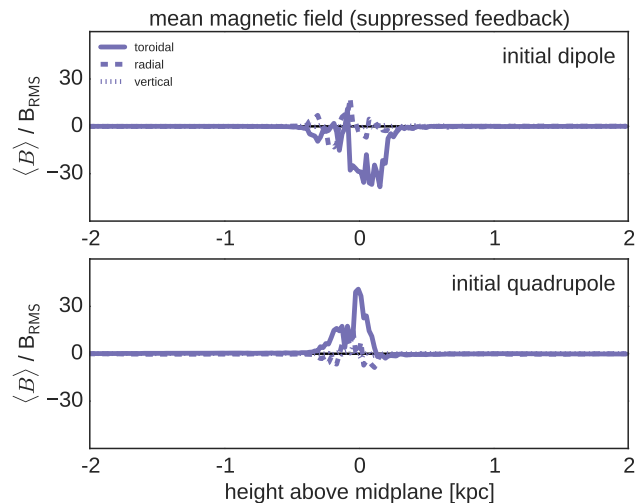 mean magnetic field (suppressed feedback)
toroidal
radial
vertical
initial dipole
30
0
−30
⟨B⟩ / B_RMS
-2 -1 0 1 2
initial quadrupole
30
0
−30
⟨B⟩ / B_RMS
-2 -1 0 1 2
height above midplane [kpc]